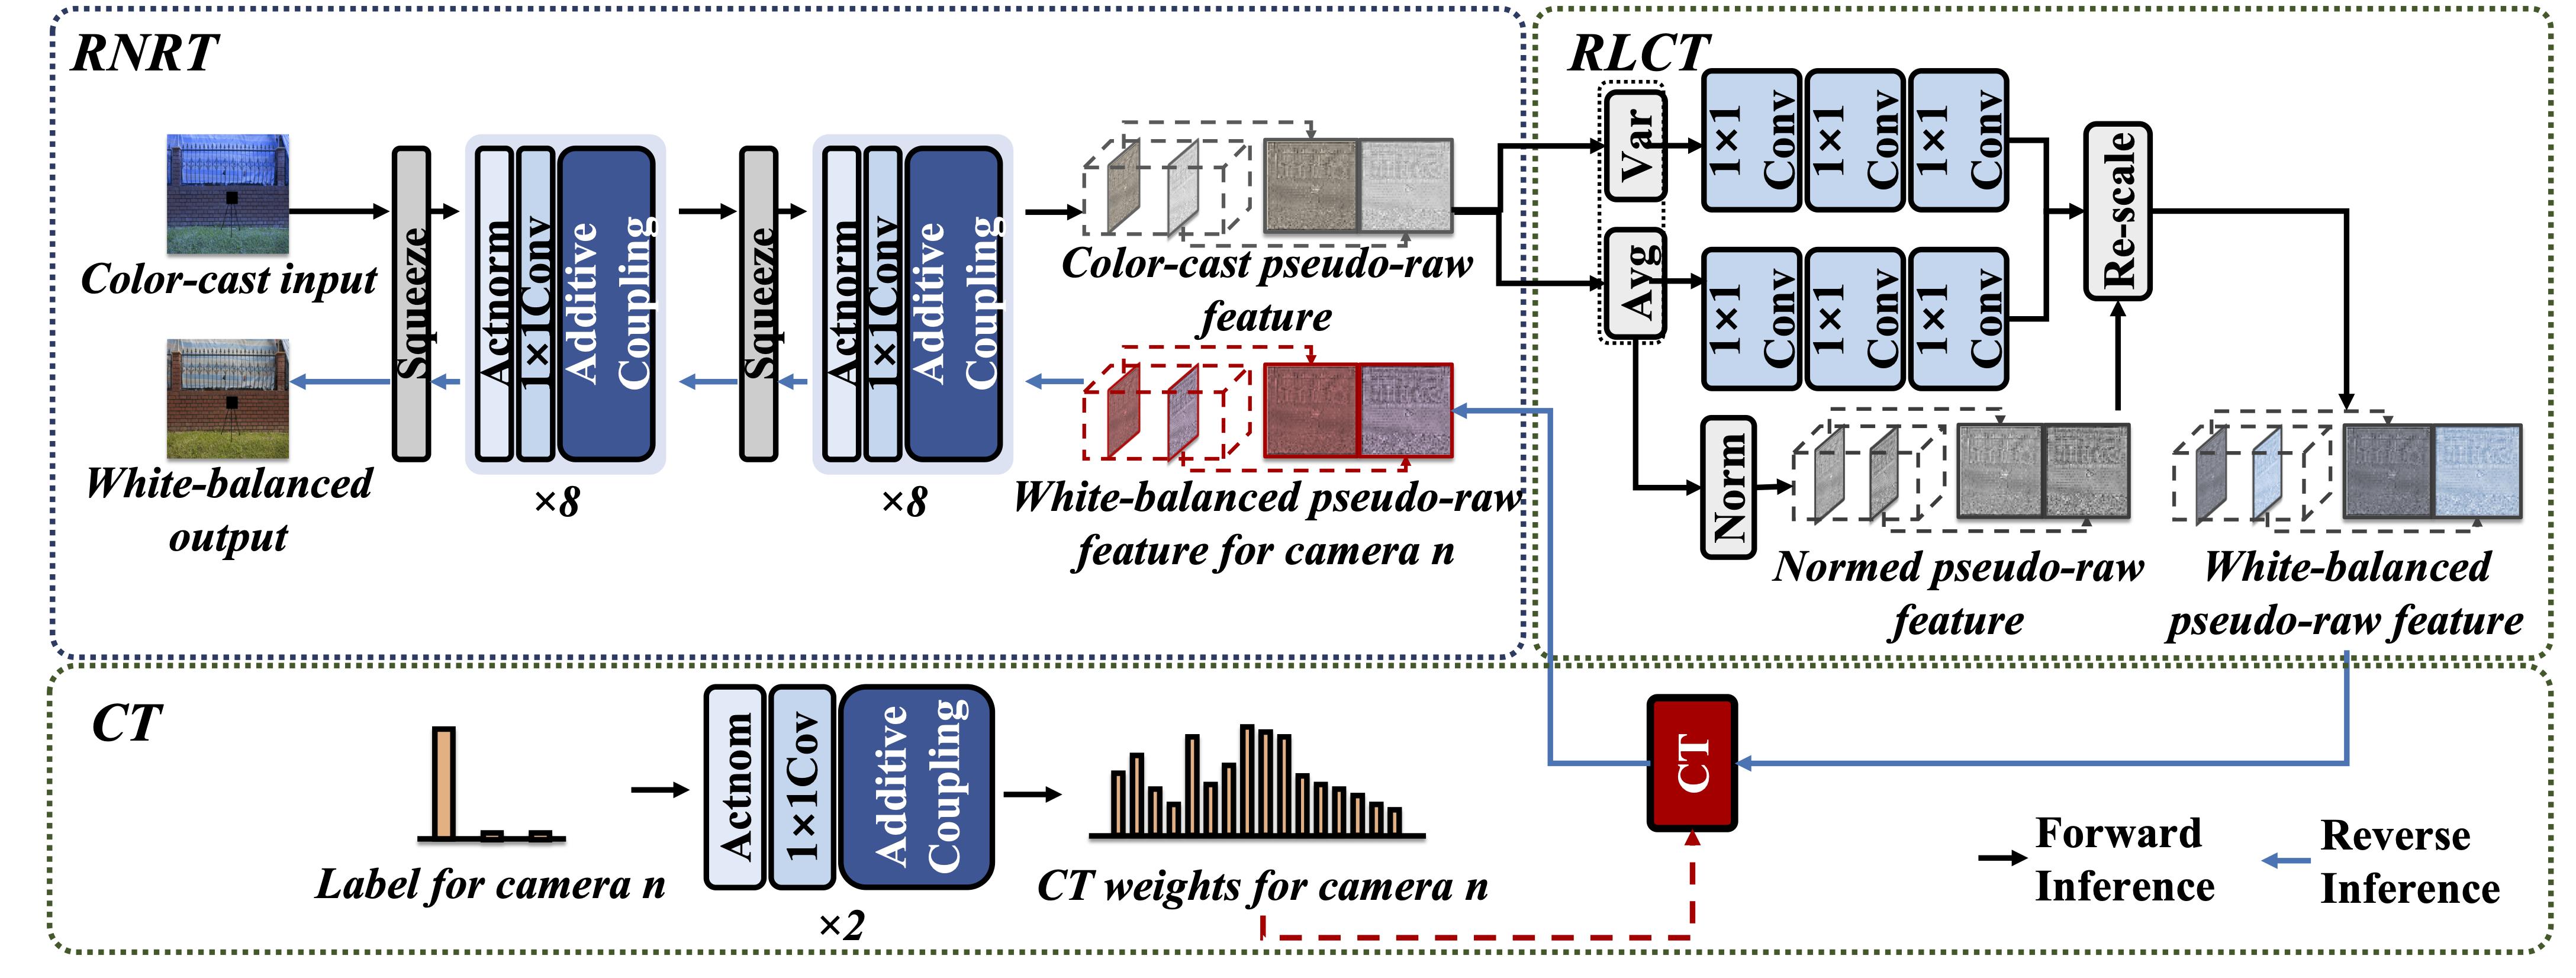 RNRT
Color-cast input
White-balanced
output
Squeeze
Actnorm
1×1Conv
Additive
Coupling
×8
Squeeze
Actnorm
1×1Conv
Additive
Coupling
×8
Color-cast pseudo-raw
feature
White-balanced pseudo-raw
feature for camera n
RLCT
Var
1×1
Conv
1×1
Conv
1×1
Conv
Avg
1×1
Conv
1×1
Conv
1×1
Conv
Re-scale
Norm
Normed pseudo-raw
feature
White-balanced
pseudo-raw feature
CT
Label for camera n
Actnom
1×1Cov
Additive
Coupling
×2
CT weights for camera n
CT
Forward
Inference
Reverse
Inference